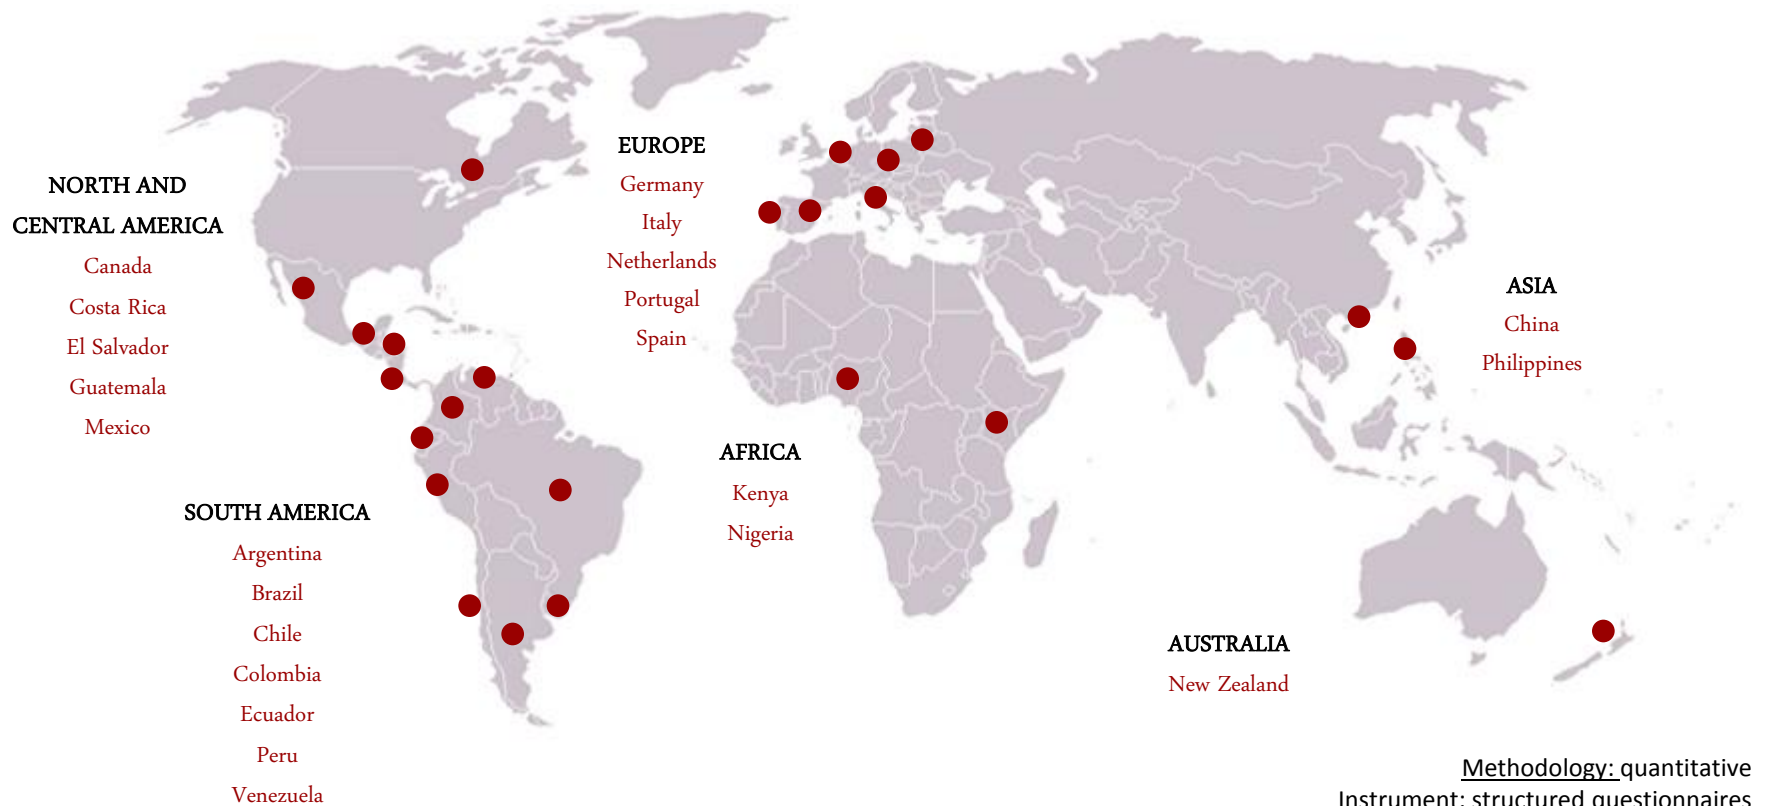 NORTH AND
CENTRAL AMERICA
Canada
Costa Rica
El Salvador
Guatemala
Mexico
SOUTH AMERICA
Argentina
Brazil
Chile
Colombia
Ecuador
Peru
Venezuela
EUROPE
Germany
Italy
Netherlands
Portugal
Spain
AFRICA
Kenya
Nigeria
ASIA
China
Philippines
AUSTRALIA
New Zealand
Methodology: quantitative
Instrument: structured questionnaires